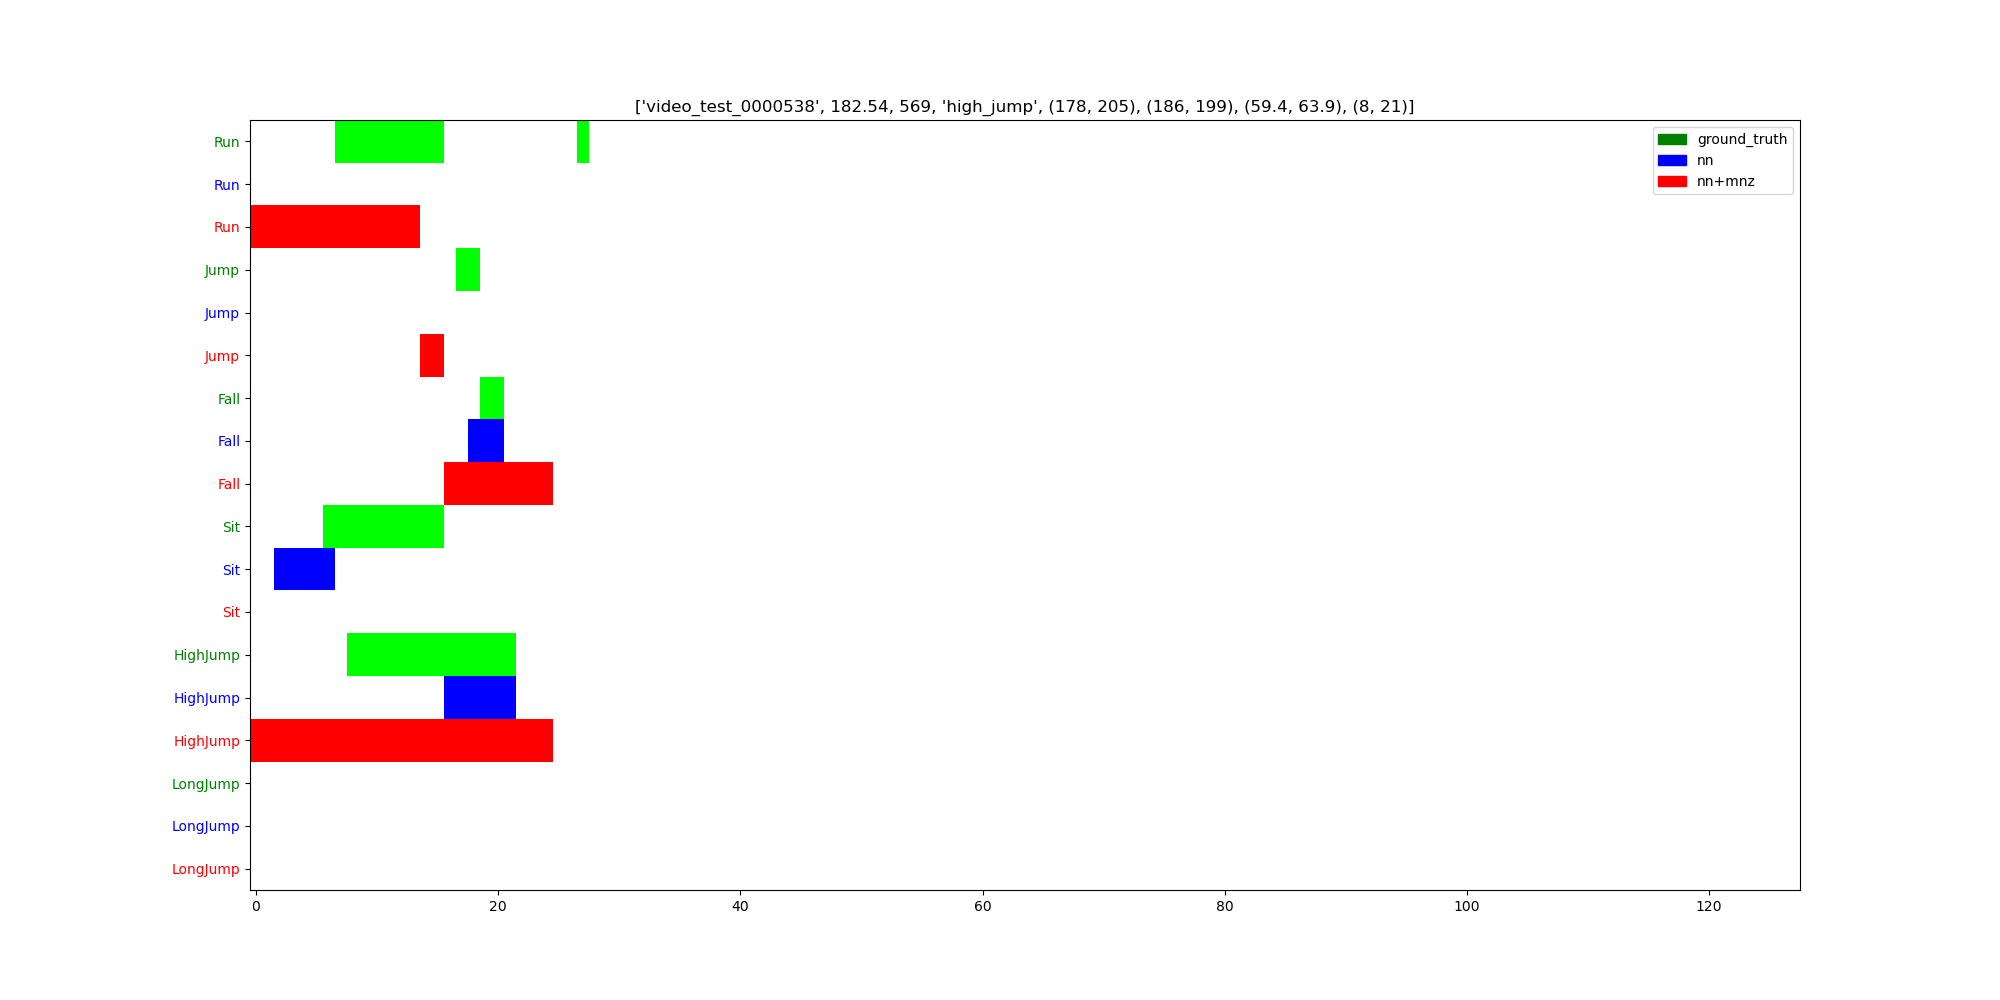 ['video_test_0000538', 182.54, 569, 'high_jump', (178, 205), (186, 199), (59.4, 63.9), (8, 21)]
ground_truth
nn
nn+mnz
Run
Run
Run
Jump
Jump
Jump
Fall
Fall
Fall
Sit
Sit
Sit
HighJump
HighJump
HighJump
LongJump
LongJump
LongJump
0 20 40 60 80 100 120